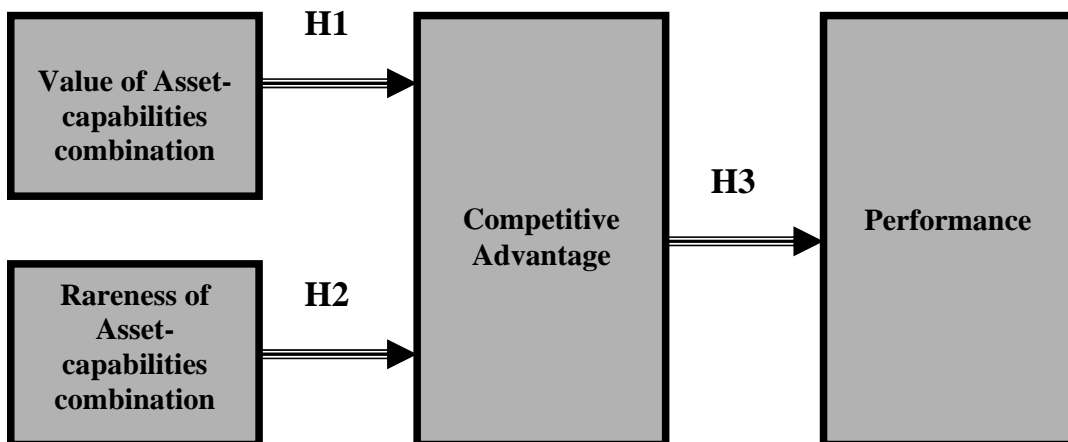 H1
Value of Asset-
capabilities
combination
H2
Rareness of
Asset-
capabilities
combination
Competitive
Advantage
H3
Performance